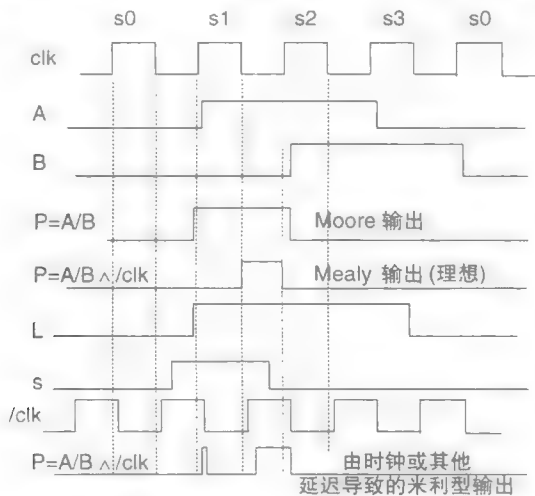 s0 s1 s2 s3 s0
clk
A
B
P=A/B Moore 输出
P=A/B ∧ /clk Mealy 输出(理想)
L
s
/clk
P=A/B ∧ /clk 由时钟或其他
延迟导致的米利型输出